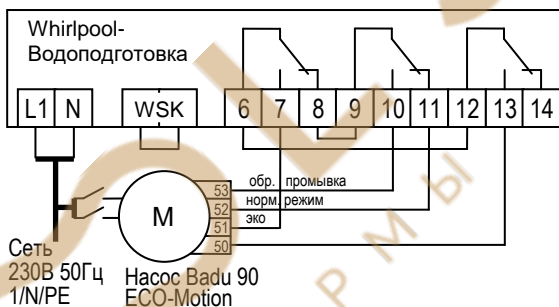 Whirlpool-
Водоподготовка
L1 N WSK 6 7 8 9 10 11 12 13 14
53 обр. промывка
52 норм. режим
51 эко
50
M
Сеть
230В 50Гц
1/N/PE
Насос Badu 90
ECO-Motion